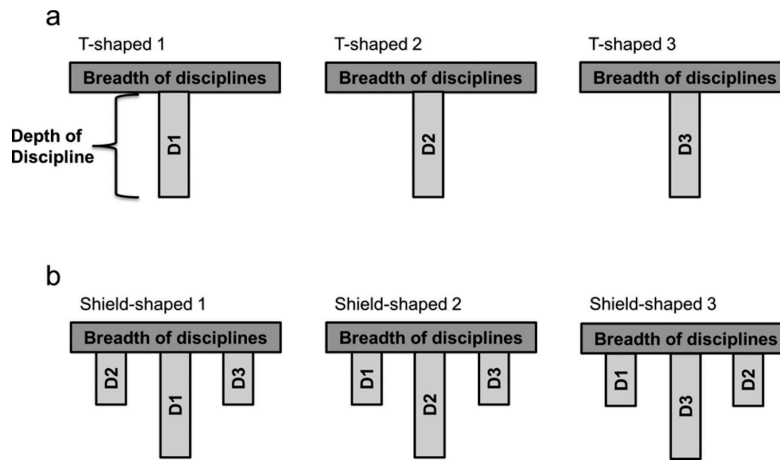 a
T-shaped 1
T-shaped 2
T-shaped 3
Breadth of disciplines
Breadth of disciplines
Breadth of disciplines
Depth of
Discipline
D1
D2
D3
b
Shield-shaped 1
Shield-shaped 2
Shield-shaped 3
Breadth of disciplines
Breadth of disciplines
Breadth of disciplines
D2
D1
D3
D1
D2
D3
D1
D3
D2